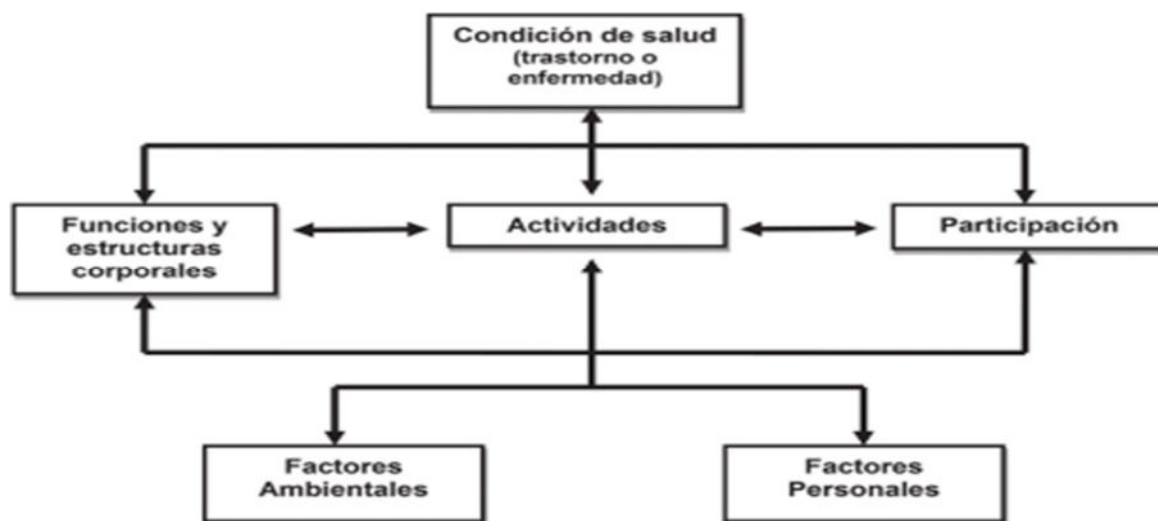 Condición de salud
(trastorno o
enfermedad)
Funciones y
estructuras
corporales
Actividades
Participación
Factores
Ambientales
Factores
Personales